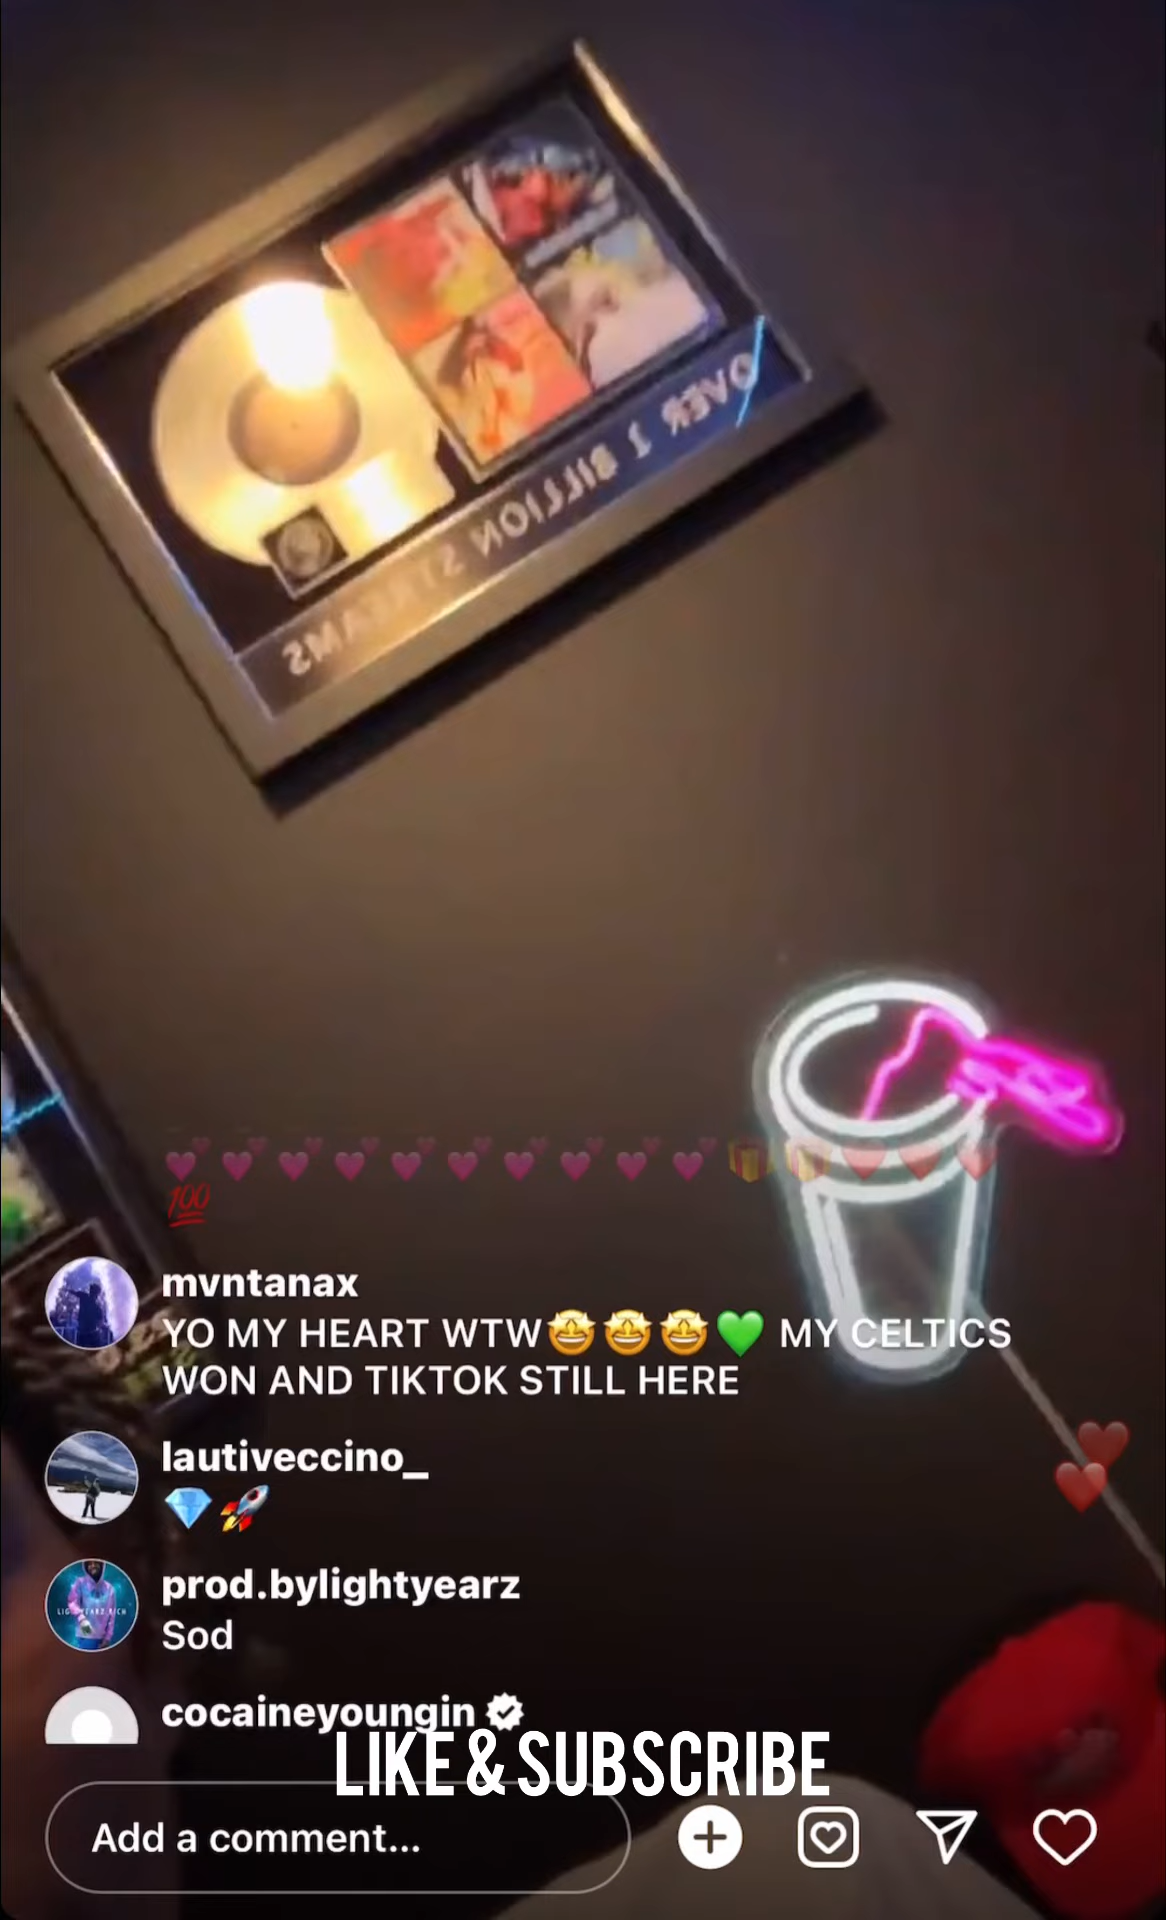 OVER 1 BILLION STREAMS
💕💕💕💕💕💕💕💕💕💕🎁🎁❤️❤️❤️
💯
mvntanax
YO MY HEART WTW🤩🤩🤩💚 MY CELTICS
WON AND TIKTOK STILL HERE
lautiveccino_
💎🚀
prod.bylightyearz
Sod
cocaineyoungin
LIKE & SUBSCRIBE
Add a comment...